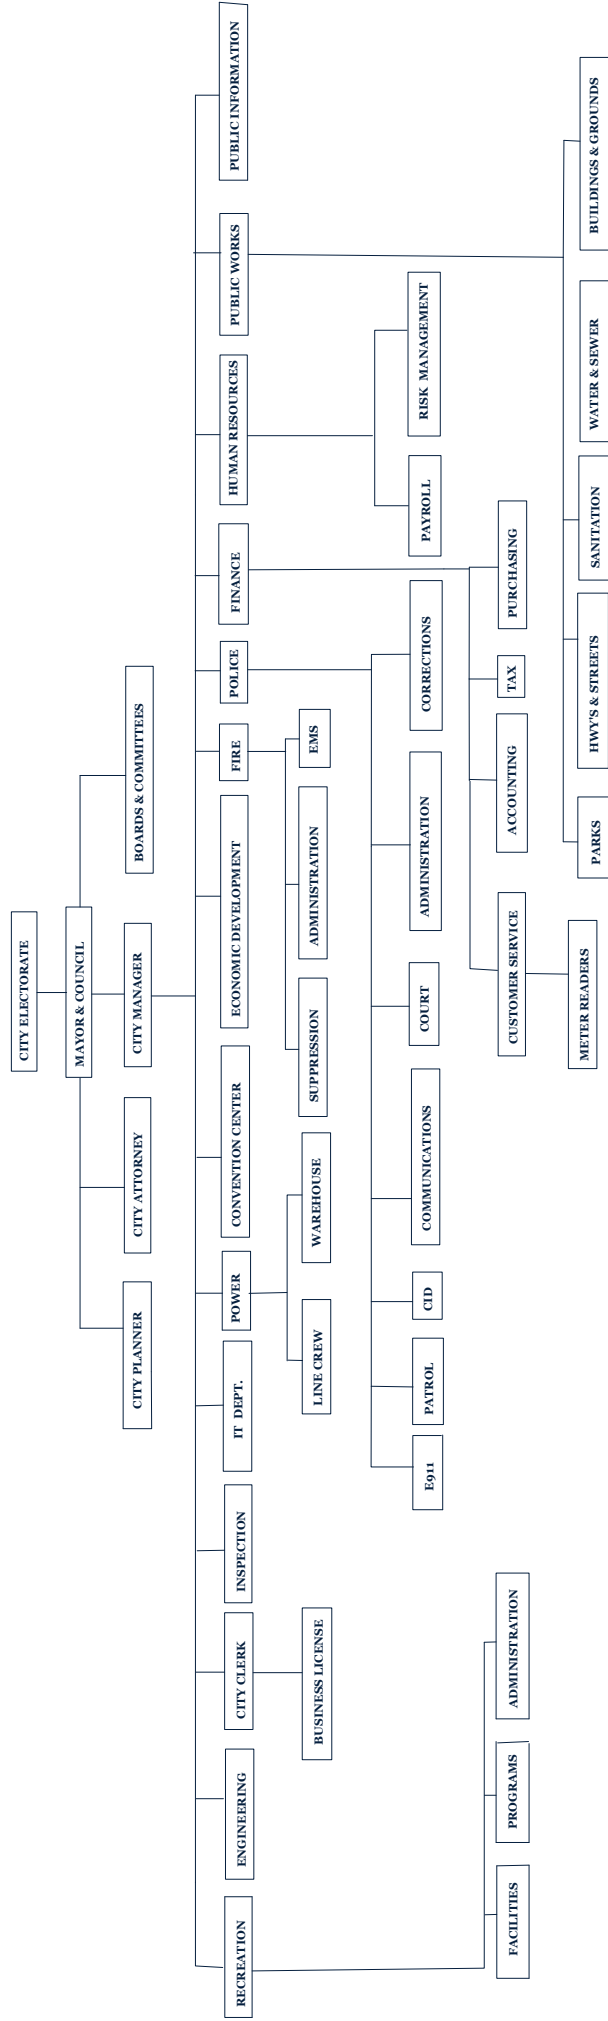 CITY ELECTORATE
MAYOR & COUNCIL
CITY PLANNER
CITY ATTORNEY
CITY MANAGER
BOARDS & COMMITTEES
RECREATION
ENGINEERING
CITY CLERK
INSPECTION
IT DEPT.
POWER
CONVENTION CENTER
ECONOMIC DEVELOPMENT
FIRE
POLICE
FINANCE
HUMAN RESOURCES
PUBLIC WORKS
PUBLIC INFORMATION
BUSINESS LICENSE
LINE CREW
WAREHOUSE
SUPPRESSION
ADMINISTRATION
EMS
E911
PATROL
CID
COMMUNICATIONS
COURT
ADMINISTRATION
CORRECTIONS
PAYROLL
RISK MANAGEMENT
FACILITIES
PROGRAMS
ADMINISTRATION
CUSTOMER SERVICE
ACCOUNTING
TAX
PURCHASING
METER READERS
PARKS
HWY'S & STREETS
SANITATION
WATER & SEWER
BUILDINGS & GROUNDS